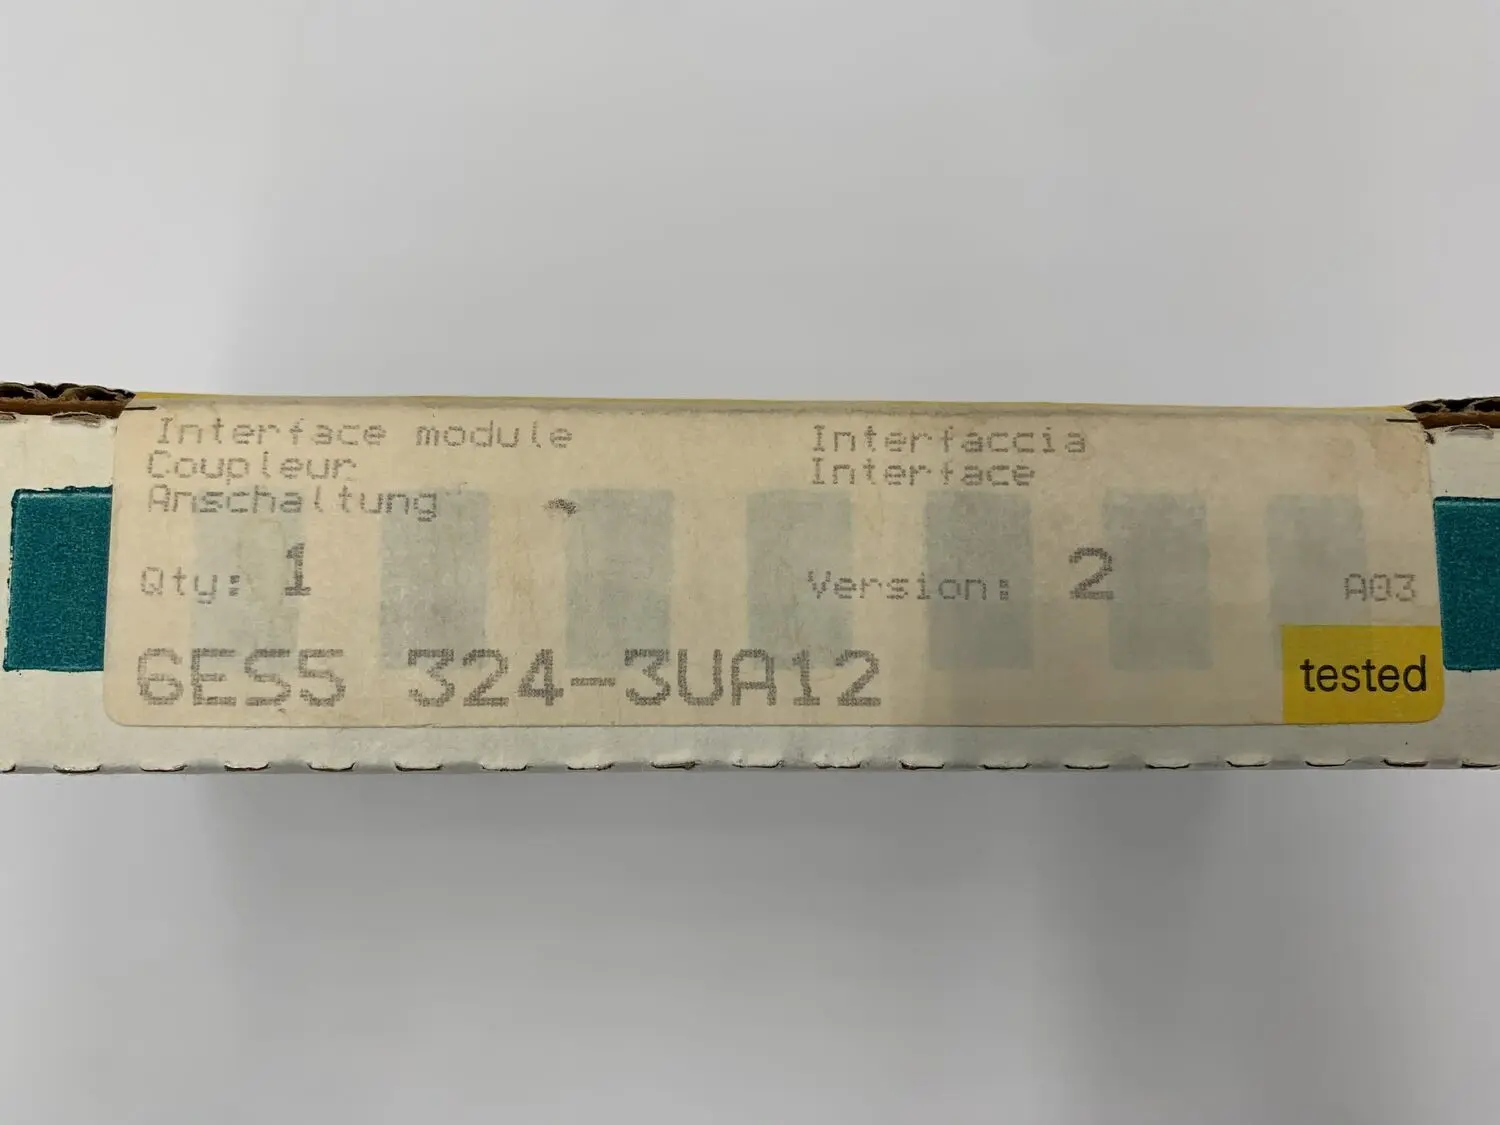 Interface module
Coupleur
Anschaltung
Interfaccia
Interface
Qty: 1
Version: 2
A03
6ES5 324-3UA12
tested